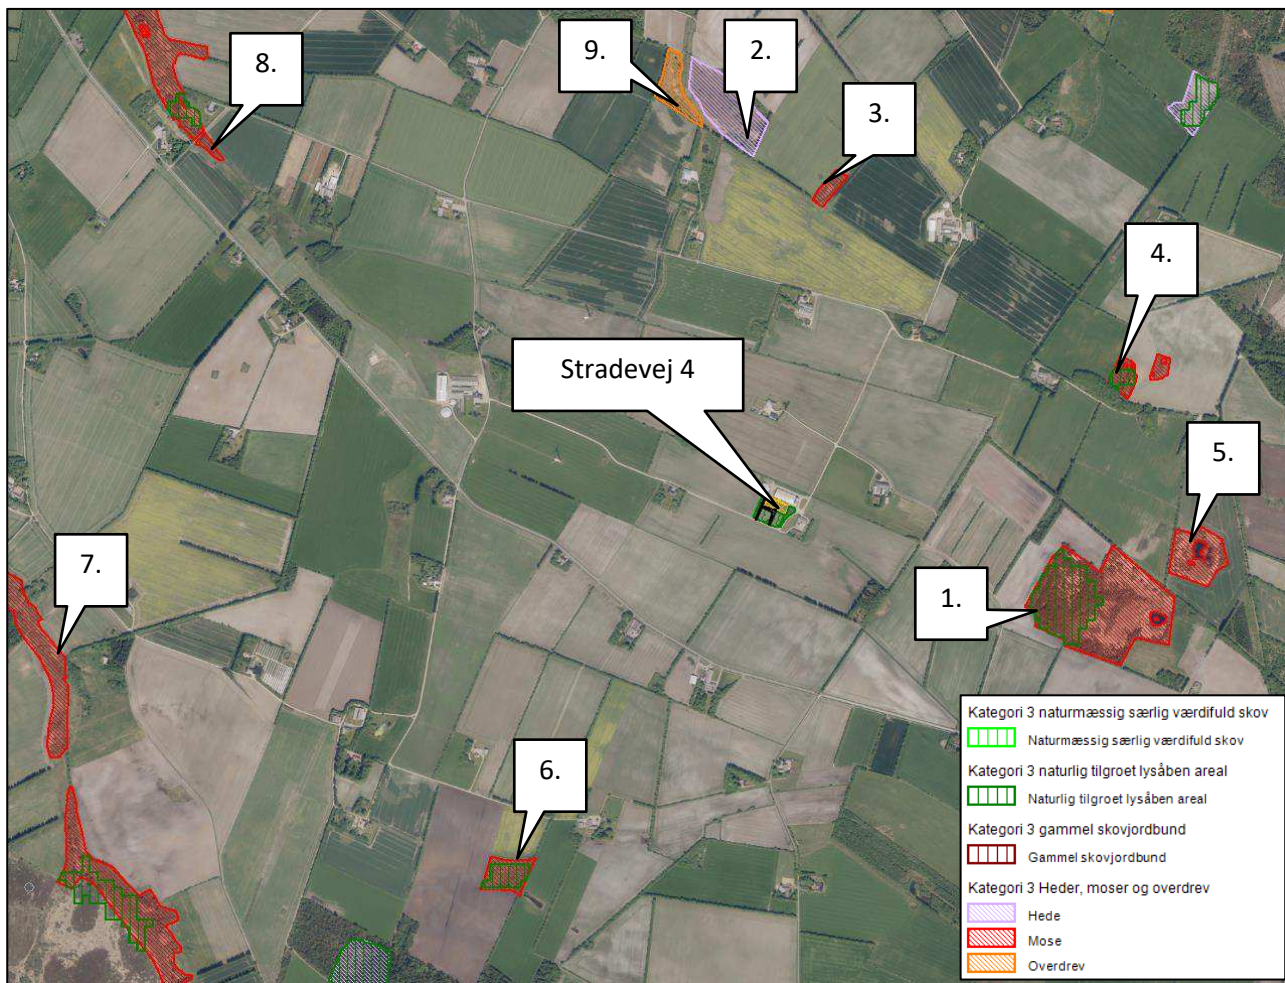 8.
9.
2.
3.
4.
Stradevej 4
5.
7.
1.
6.
Kategori 3 naturmæssig særlig værdifuld skov
Naturmæssig særlig værdifuld skov
Kategori 3 naturlig tilgroet lysåben areal
Naturlig tilgroet lysåben areal
Kategori 3 gammel skovjordbund
Gammel skovjordbund
Kategori 3 Heder, moser og overdrev
Hede
Mose
Overdrev